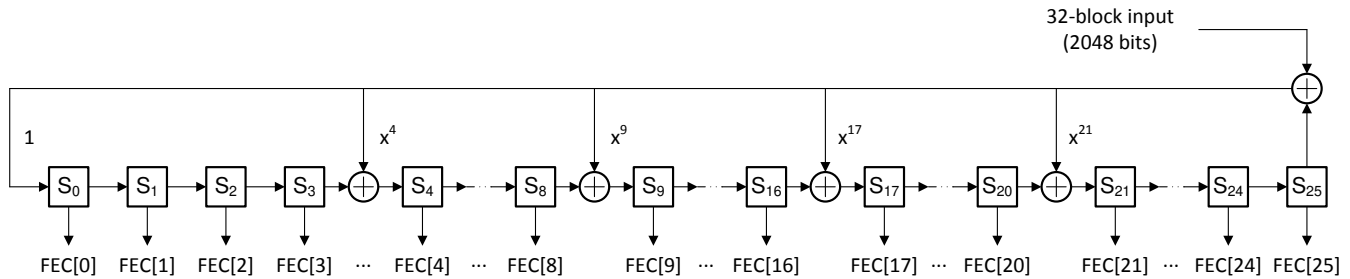 32-block input
(2048 bits)
1 x⁴ x⁹ x¹⁷ x²¹
S₀ S₁ S₂ S₃ S₄ ... S₈ S₉ ... S₁₆ S₁₇ ... S₂₀ S₂₁ ... S₂₄ S₂₅
FEC[0] FEC[1] FEC[2] FEC[3] ... FEC[4] ... FEC[8] ... FEC[9] ... FEC[16] ... FEC[17] ... FEC[20] ... FEC[21] ... FEC[24] FEC[25]